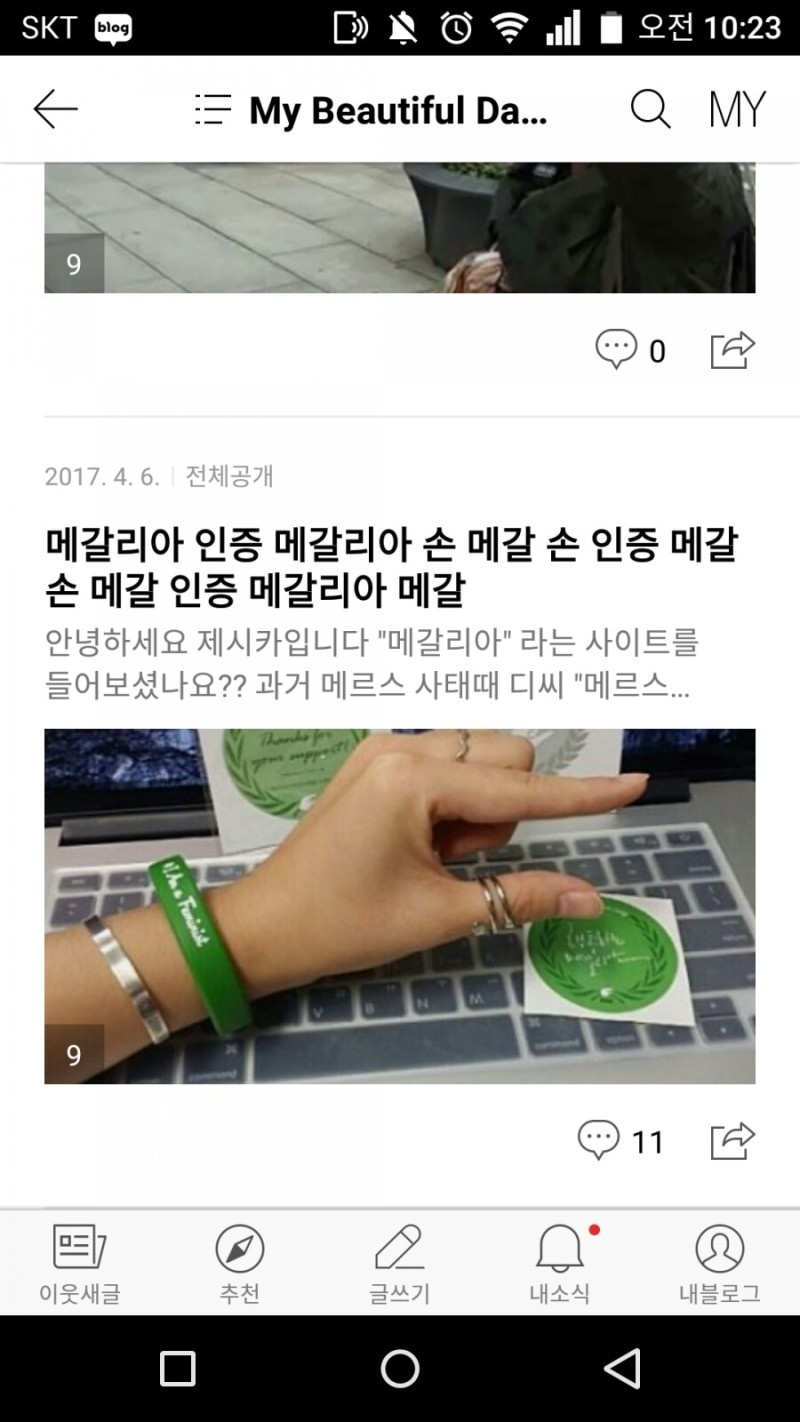 SKT blog 오전 10:23
My Beautiful Da...
MY
9
0
2017. 4. 6. 전체공개
메갈리아 인증 메갈리아 손 메갈 손 인증 메갈
손 메갈 인증 메갈리아 메갈
안녕하세요 제시카입니다 "메갈리아" 라는 사이트를
들어보셨나요?? 과거 메르스 사태때 디씨 "메르스...
Thanks for
your support!
Am a Feminist
V B N M
⌘ ⌘
command command option
9
11
이웃새글 추천 글쓰기 내소식 내블로그